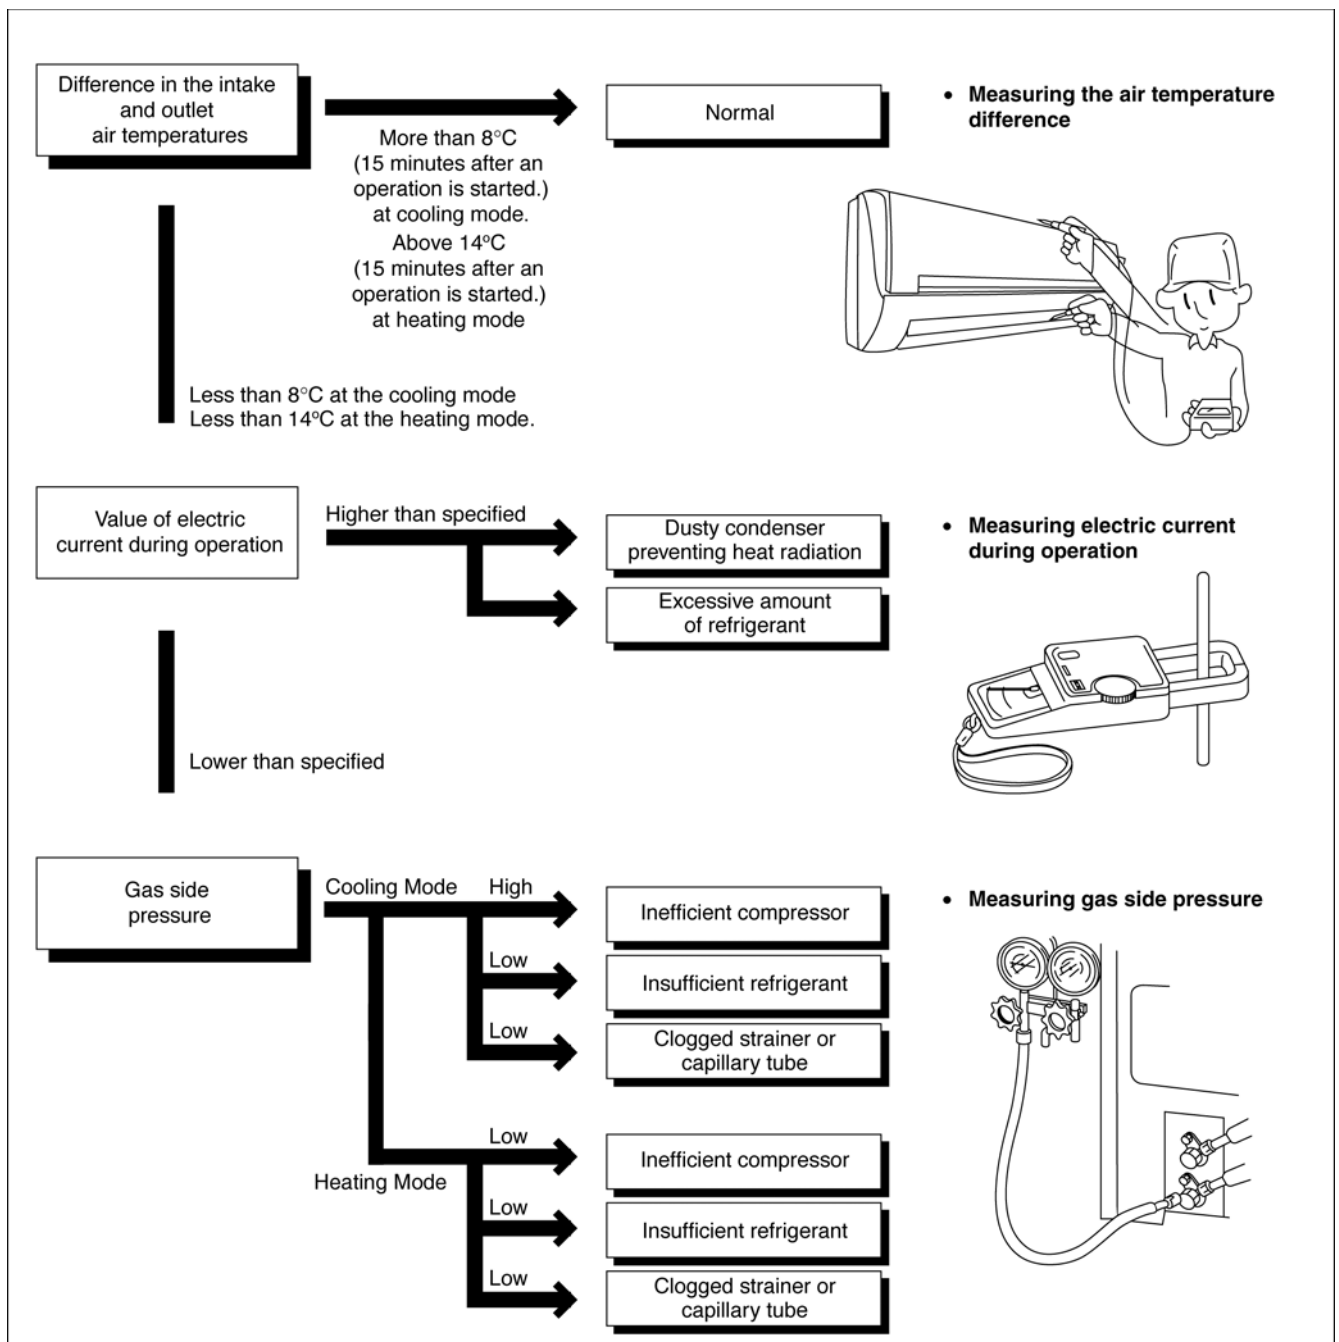 Difference in the intake
and outlet
air temperatures
More than 8°C
(15 minutes after an
operation is started.)
at cooling mode.
Above 14ºC
(15 minutes after an
operation is started.)
at heating mode
Normal
• Measuring the air temperature
difference
Less than 8°C at the cooling mode
Less than 14ºC at the heating mode.
Value of electric
current during operation
Higher than specified
Dusty condenser
preventing heat radiation
Excessive amount
of refrigerant
• Measuring electric current
during operation
Lower than specified
Gas side
pressure
Cooling Mode
High
Inefficient compressor
Low
Insufficient refrigerant
Low
Clogged strainer or
capillary tube
Heating Mode
Low
Inefficient compressor
Low
Insufficient refrigerant
Low
Clogged strainer or
capillary tube
• Measuring gas side pressure